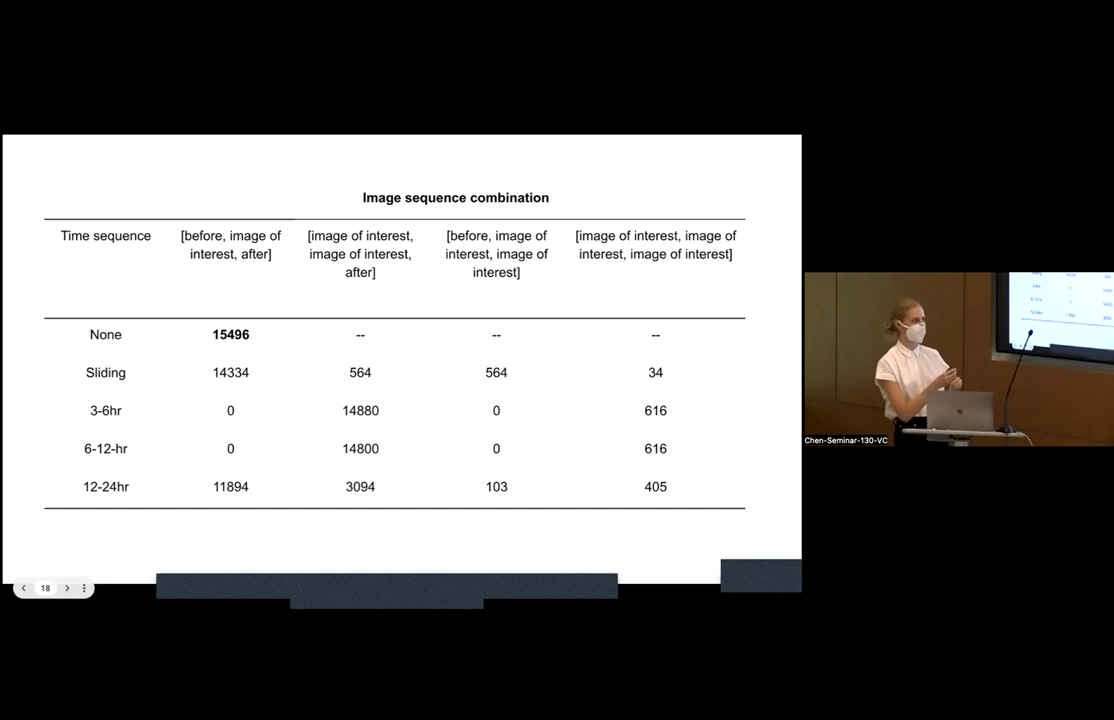 Image sequence combination
Time sequence
[before, image of
interest, after]
[image of interest,
image of interest,
after]
[before, image of
interest, image of
interest]
[image of interest, image of
interest, image of interest]
None 15496 -- -- --
Sliding 14334 564 564 34
3-6hr 0 14880 0 616
6-12-hr 0 14800 0 616
12-24hr 11894 3094 103 405
18
Chen-Seminar-130-VC